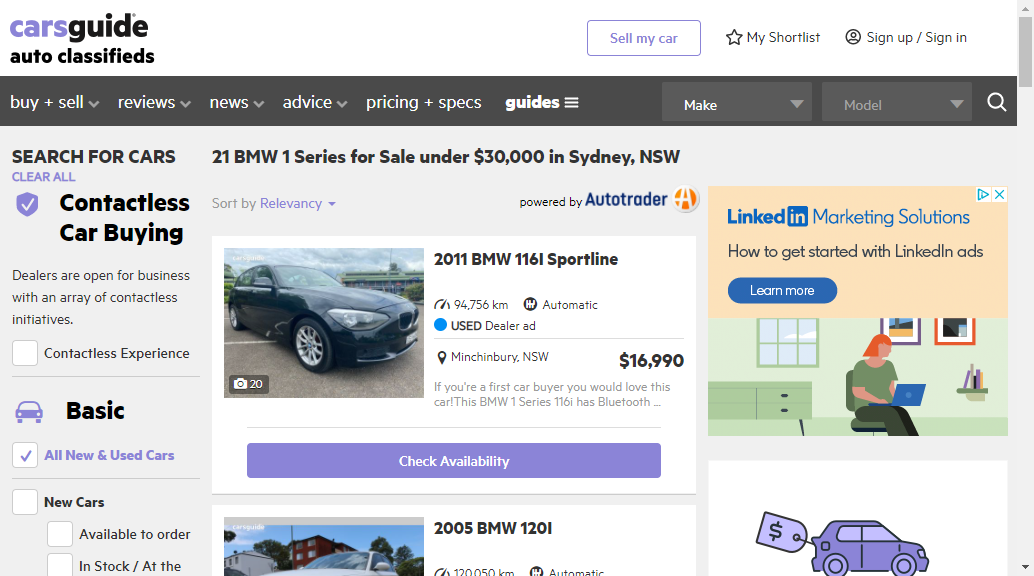 carsguide
auto classifieds
Sell my car
My Shortlist
Sign up / Sign in
buy + sell
reviews
news
advice
pricing + specs
guides
Make
Model
SEARCH FOR CARS
CLEAR ALL
Contactless
Car Buying
Dealers are open for business
with an array of contactless
initiatives.
Contactless Experience
Basic
All New & Used Cars
New Cars
Available to order
In Stock / At the
21 BMW 1 Series for Sale under $30,000 in Sydney, NSW
Sort by Relevancy
powered by Autotrader
carsguide
20
2011 BMW 116I Sportline
94,756 km
Automatic
USED Dealer ad
Minchinbury, NSW
$16,990
If you're a first car buyer you would love this
car!This BMW 1 Series 116i has Bluetooth ...
Check Availability
carsguide
2005 BMW 120I
120,050 km
Automatic
Linked in Marketing Solutions
How to get started with LinkedIn ads
Learn more
$